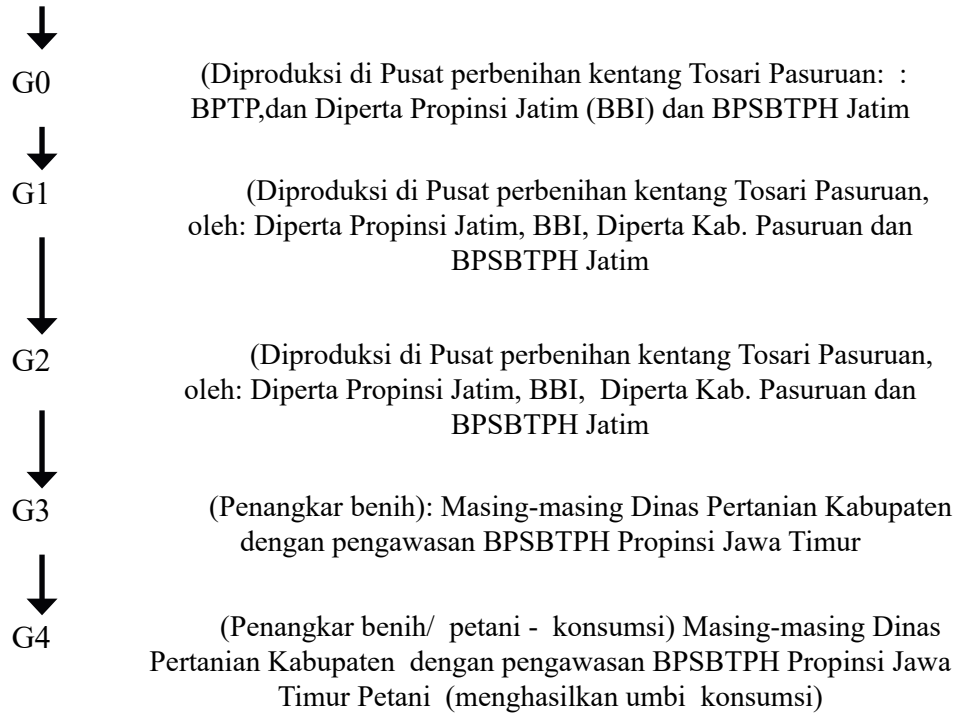 G0 (Diproduksi di Pusat perbenihan kentang Tosari Pasuruan:  :
BPTP,dan Diperta Propinsi Jatim (BBI) dan BPSBTPH Jatim
G1 (Diproduksi di Pusat perbenihan kentang Tosari Pasuruan,
oleh: Diperta Propinsi Jatim, BBI, Diperta Kab. Pasuruan dan
BPSBTPH Jatim
G2 (Diproduksi di Pusat perbenihan kentang Tosari Pasuruan,
oleh: Diperta Propinsi Jatim, BBI,  Diperta Kab. Pasuruan dan
BPSBTPH Jatim
G3 (Penangkar benih): Masing-masing Dinas Pertanian Kabupaten
dengan pengawasan BPSBTPH Propinsi Jawa Timur
G4 (Penangkar benih/  petani -  konsumsi) Masing-masing Dinas
Pertanian Kabupaten  dengan pengawasan BPSBTPH Propinsi Jawa
Timur Petani  (menghasilkan umbi  konsumsi)